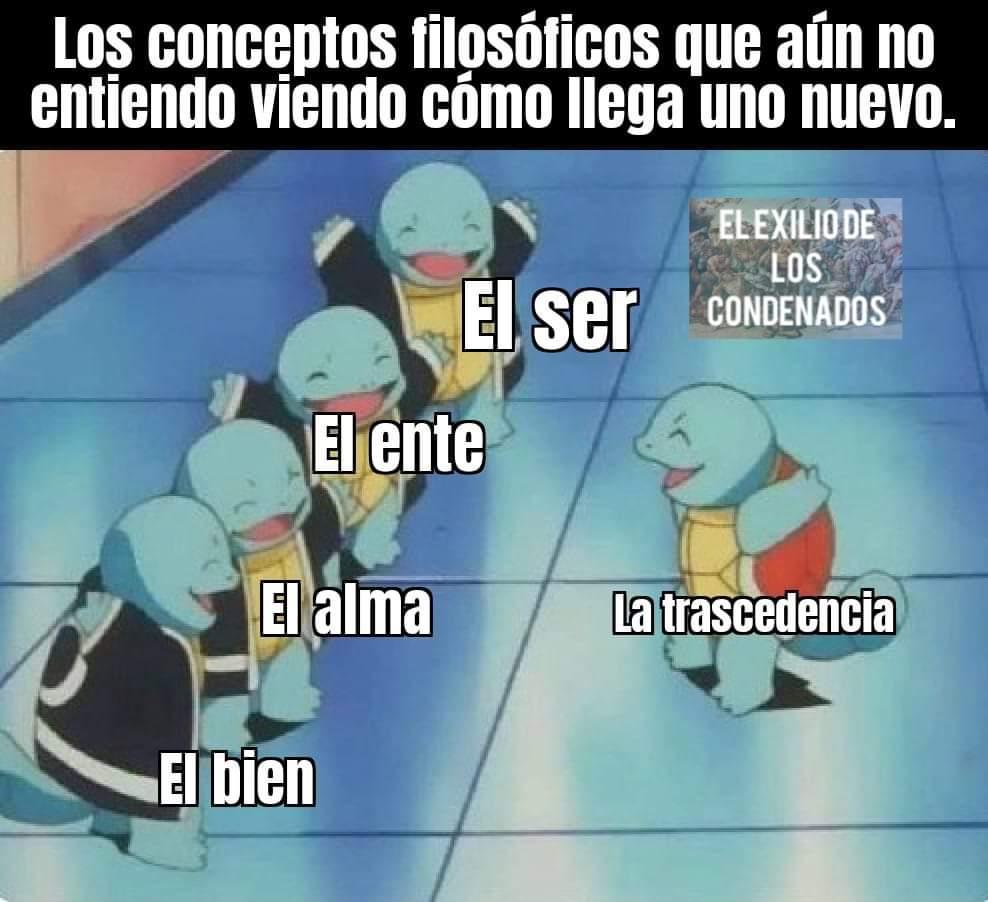 Los conceptos filosóficos que aún no
entiendo viendo cómo llega uno nuevo.
EL EXILIO DE
LOS
CONDENADOS
El ser
El ente
El alma
La trascedencia
El bien